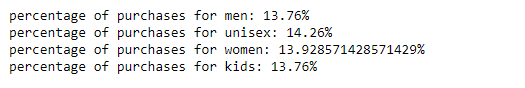 percentage of purchases for men: 13.76%
percentage of purchases for unisex: 14.26%
percentage of purchases for women: 13.928571428571429%
percentage of purchases for kids: 13.76%